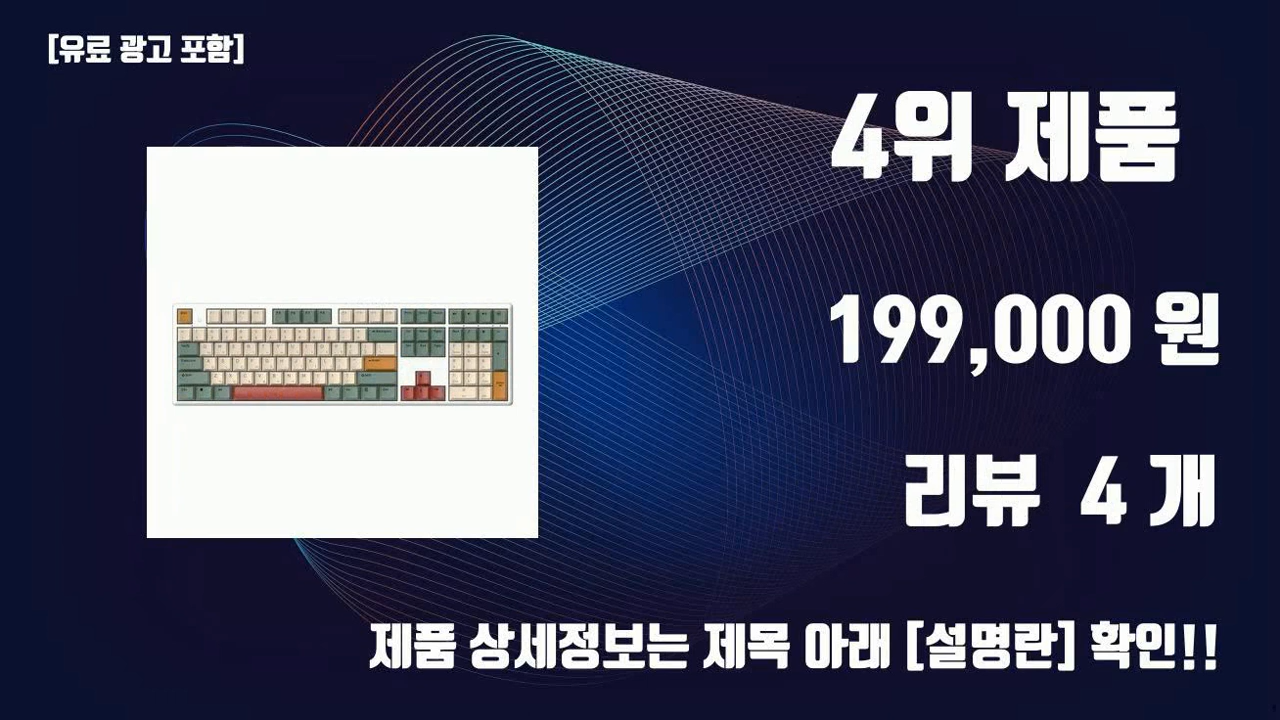 [유료 광고 포함]
4위 제품
199,000 원
리뷰 4 개
제품 상세정보는 제목 아래 [설명란] 확인!!